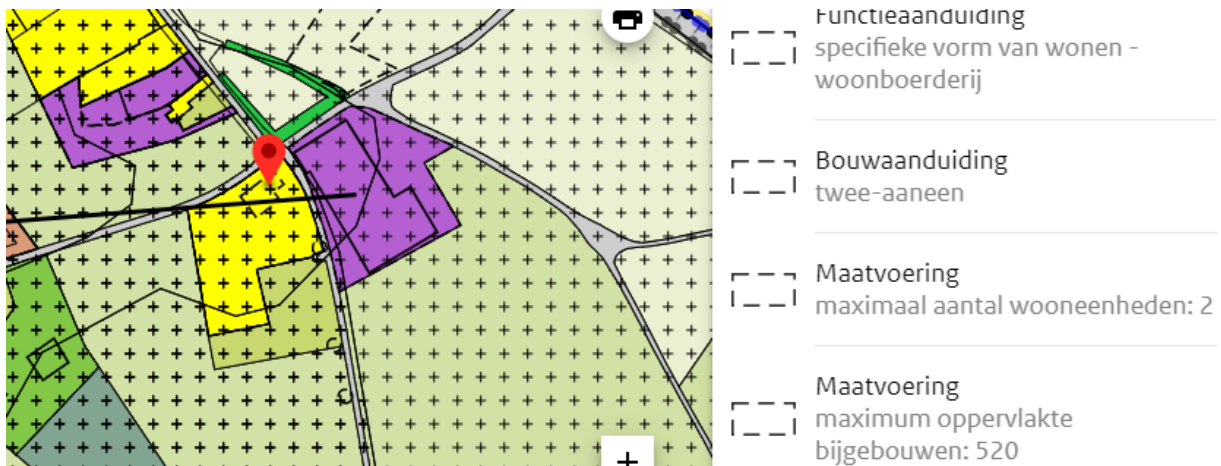 Functieaanduiding
specifieke vorm van wonen -
woonboerderij
Bouwaanduiding
twee-aaneen
Maatvoering
maximaal aantal wooneenheden: 2
Maatvoering
maximum oppervlakte
bijgebouwen: 520